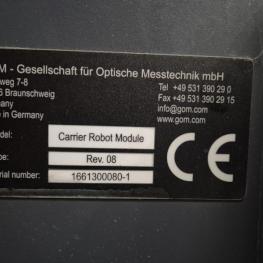 M - Gesellschaft für Optische Messtechnik mbH
weg 7-8
6 Braunschweig
any
e in Germany
Tel +49 531 390 29 0
Fax +49 531 390 29 15
info@gom.com
www.gom.com
del: Carrier Robot Module
pe: Rev. 08
rial number: 1661300080-1
CE